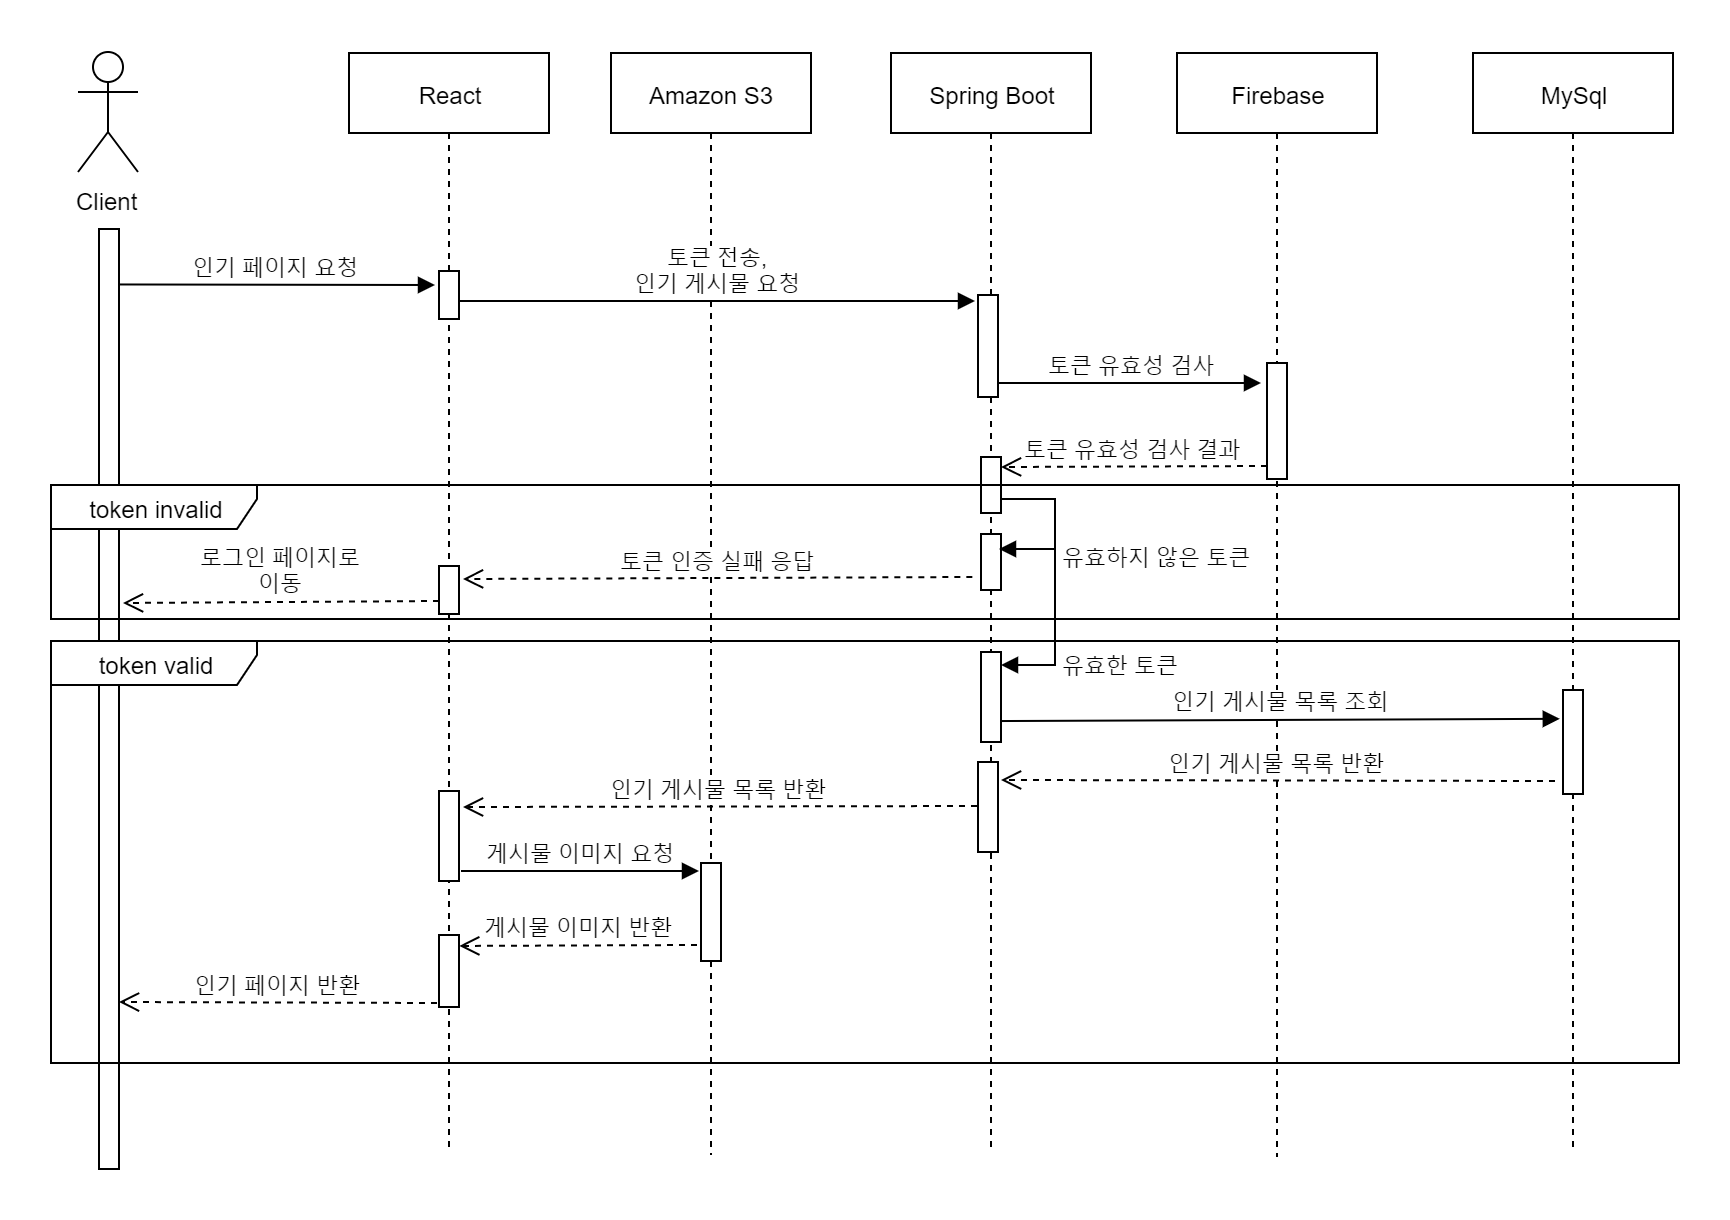 React
Amazon S3
Spring Boot
Firebase
MySql
Client
인기 페이지 요청
토큰 전송,
인기 게시물 요청
토큰 유효성 검사
토큰 유효성 검사 결과
token invalid
로그인 페이지로
이동
토큰 인증 실패 응답
유효하지 않은 토큰
token valid
유효한 토큰
인기 게시물 목록 조회
인기 게시물 목록 반환
인기 게시물 목록 반환
게시물 이미지 요청
게시물 이미지 반환
인기 페이지 반환